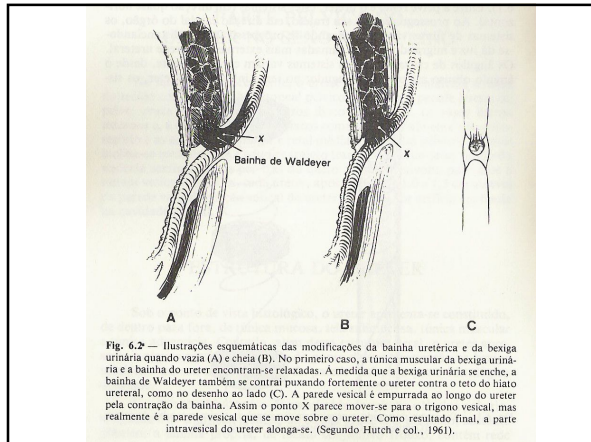 x
Bainha de Waldeyer
x
A
B
C
Fig. 6.2ª — Ilustrações esquemáticas das modificações da bainha uretérica e da bexiga
urinária quando vazia (A) e cheia (B). No primeiro caso, a túnica muscular da bexiga uriná-
ria e a bainha do ureter encontram-se relaxadas. À medida que a bexiga urinária se enche, a
bainha de Waldeyer também se contrai puxando fortemente o ureter contra o teto do hiato
ureteral, como no desenho ao lado (C). A parede vesical é empurrada ao longo do ureter
pela contração da bainha. Assim o ponto X parece mover-se para o trígono vesical, mas
realmente é a parede vesical que se move sobre o ureter. Como resultado final, a parte
intravesical do ureter alonga-se. (Segundo Hutch e col., 1961).